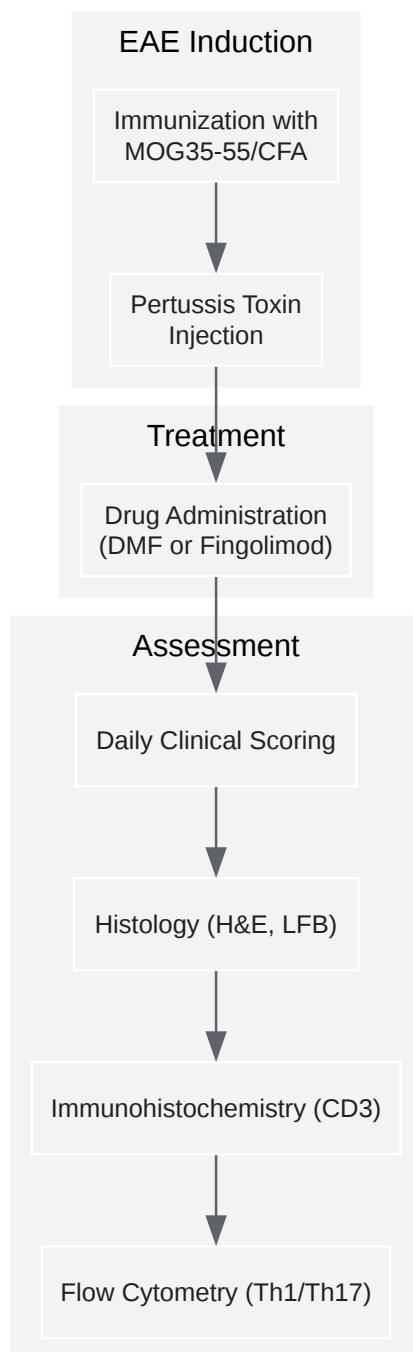 EAE Induction
Immunization with
MOG35-55/CFA
Pertussis Toxin
Injection
Treatment
Drug Administration
(DMF or Fingolimod)
Assessment
Daily Clinical Scoring
Histology (H&E, LFB)
Immunohistochemistry (CD3)
Flow Cytometry (Th1/Th17)